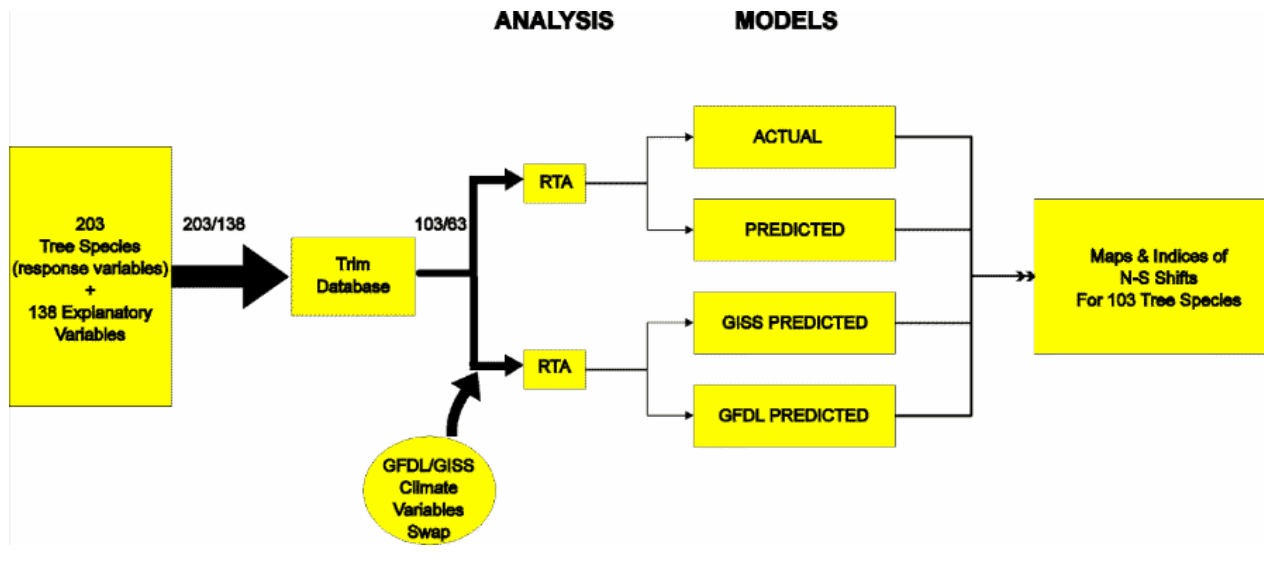 ANALYSIS
MODELS
203
Tree Species
(response variables)
+
138 Explanatory
Variables
203/138
Trim
Database
103/63
RTA
RTA
GFDL/GISS
Climate
Variables
Swap
ACTUAL
PREDICTED
GISS PREDICTED
GFDL PREDICTED
Maps & Indices of
N-S Shifts
For 103 Tree Species